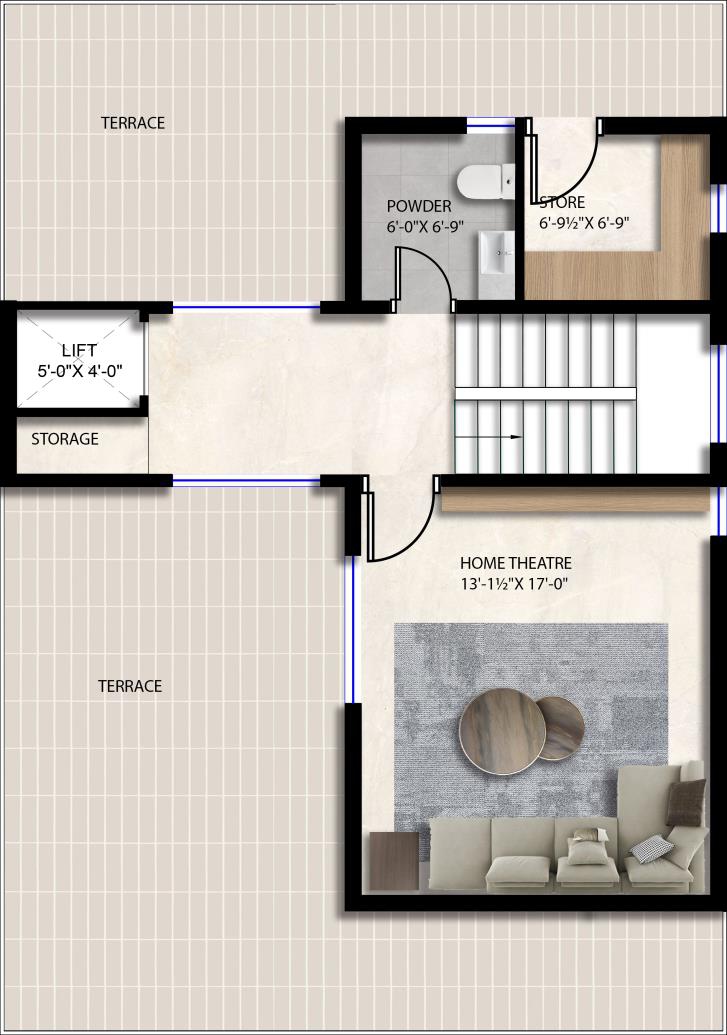 TERRACE
POWDER
6'-0"X 6'-9"
STORE
6'-9½"X 6'-9"
LIFT
5'-0"X 4'-0"
STORAGE
HOME THEATRE
13'-1½"X 17'-0"
TERRACE